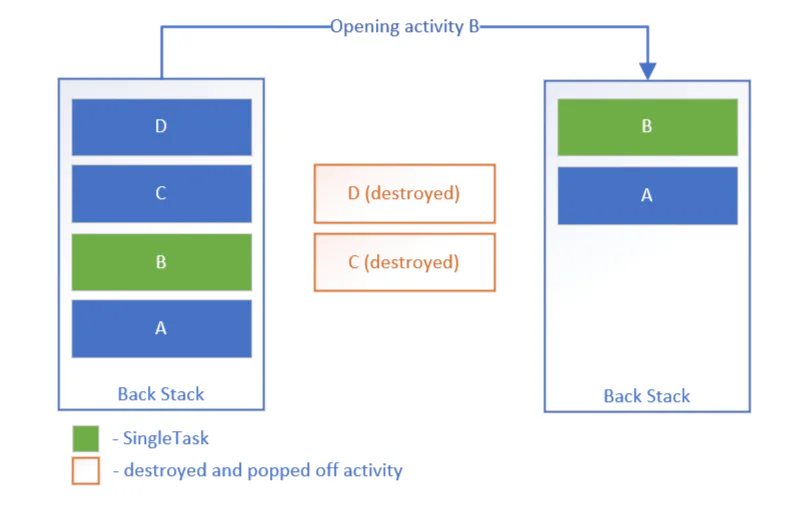 Opening activity B
D
C
B
A
Back Stack
D (destroyed)
C (destroyed)
B
A
Back Stack
- SingleTask
- destroyed and popped off activity